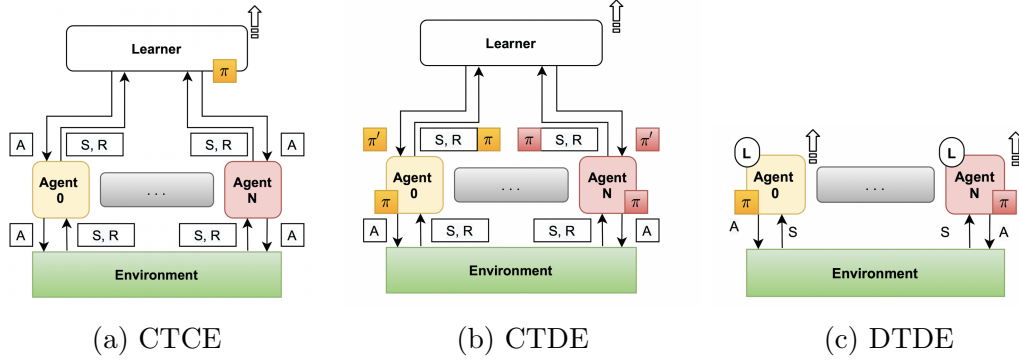 Learner
π
A
S, R
S, R
A
Agent
0
. . .
Agent
N
A
S, R
S, R
A
Environment
(a) CTCE
Learner
π′
S, R
π
π
S, R
π′
Agent
0
π
. . .
Agent
N
π
A
S, R
S, R
A
Environment
(b) CTDE
L
Agent
0
π
. . .
L
Agent
N
π
A
S
S
A
Environment
(c) DTDE